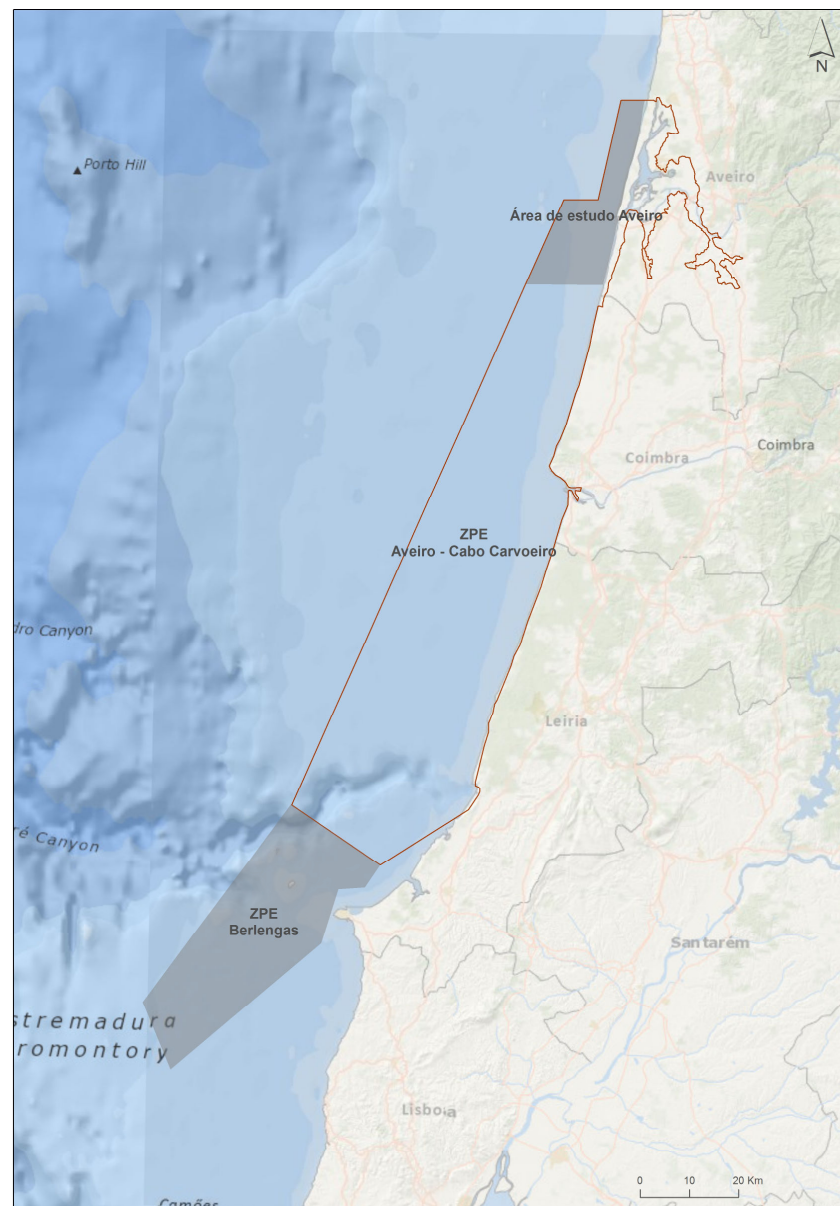 N
Porto Hill
Aveiro
Área de estudo Aveiro
Coimbra
Coimbra
ZPE
Aveiro - Cabo Carvoeiro
dro Canyon
Leiria
ré Canyon
ZPE
Berlengas
Santarém
stremadura
romontory
Lisboa
Camões
0 10 20 Km